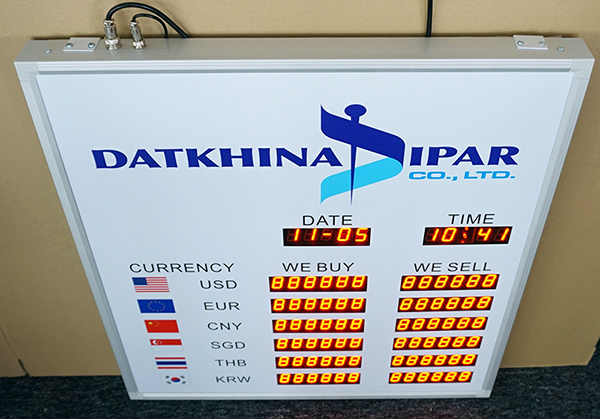 DATKHINA DIPAR
CO., LTD.
DATE TIME
11-05 10:41
CURRENCY WE BUY WE SELL
USD 888888 888888
EUR 888888 888888
CNY 888888 888888
SGD 888888 888888
THB 888888 888888
KRW 888888 888888